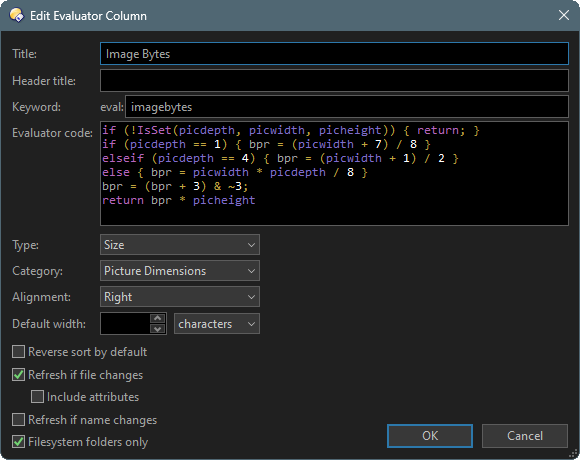 Edit Evaluator Column
Title: Image Bytes
Header title:
Keyword: eval: imagebytes
Evaluator code:
if (!IsSet(picdepth, picwidth, picheight)) { return; }
if (picdepth == 1) { bpr = (picwidth + 7) / 8 }
elseif (picdepth == 4) { bpr = (picwidth + 1) / 2 }
else { bpr = picwidth * picdepth / 8 }
bpr = (bpr + 3) & ~3;
return bpr * picheight
Type: Size
Category: Picture Dimensions
Alignment: Right
Default width: characters
Reverse sort by default
Refresh if file changes
Include attributes
Refresh if name changes
Filesystem folders only
OK Cancel